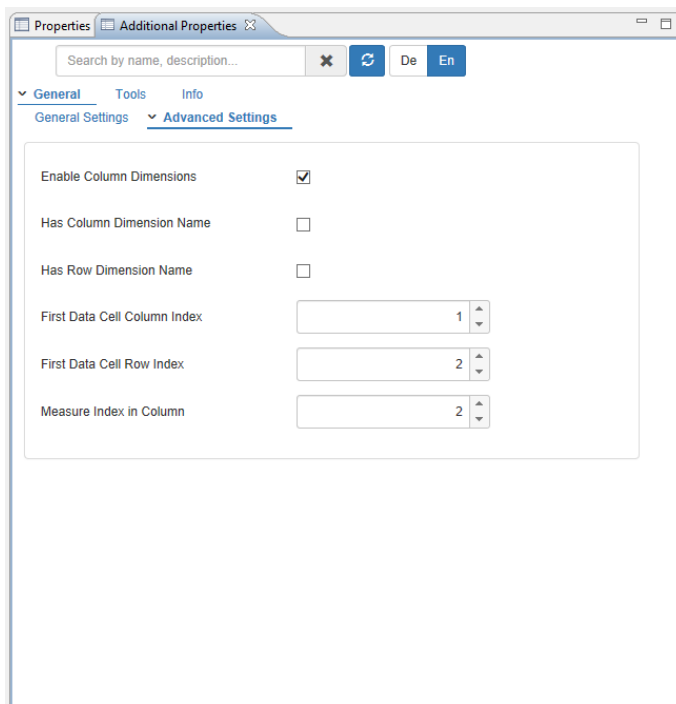 Properties Additional Properties
Search by name, description... De En
General Tools Info
General Settings Advanced Settings
Enable Column Dimensions
Has Column Dimension Name
Has Row Dimension Name
First Data Cell Column Index 1
First Data Cell Row Index 2
Measure Index in Column 2